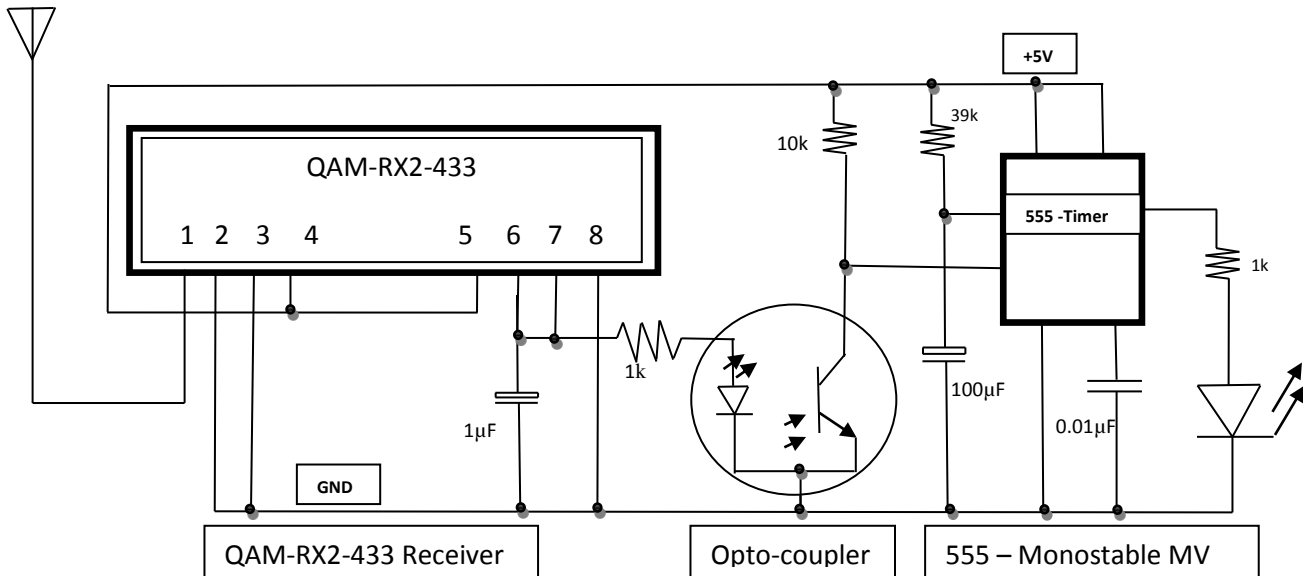 +5V
39k
10k
QAM-RX2-433
555 -Timer
1 2 3 4 5 6 7 8
1k
1k
100µF
0.01µF
1µF
GND
QAM-RX2-433 Receiver
Opto-coupler
555 – Monostable MV